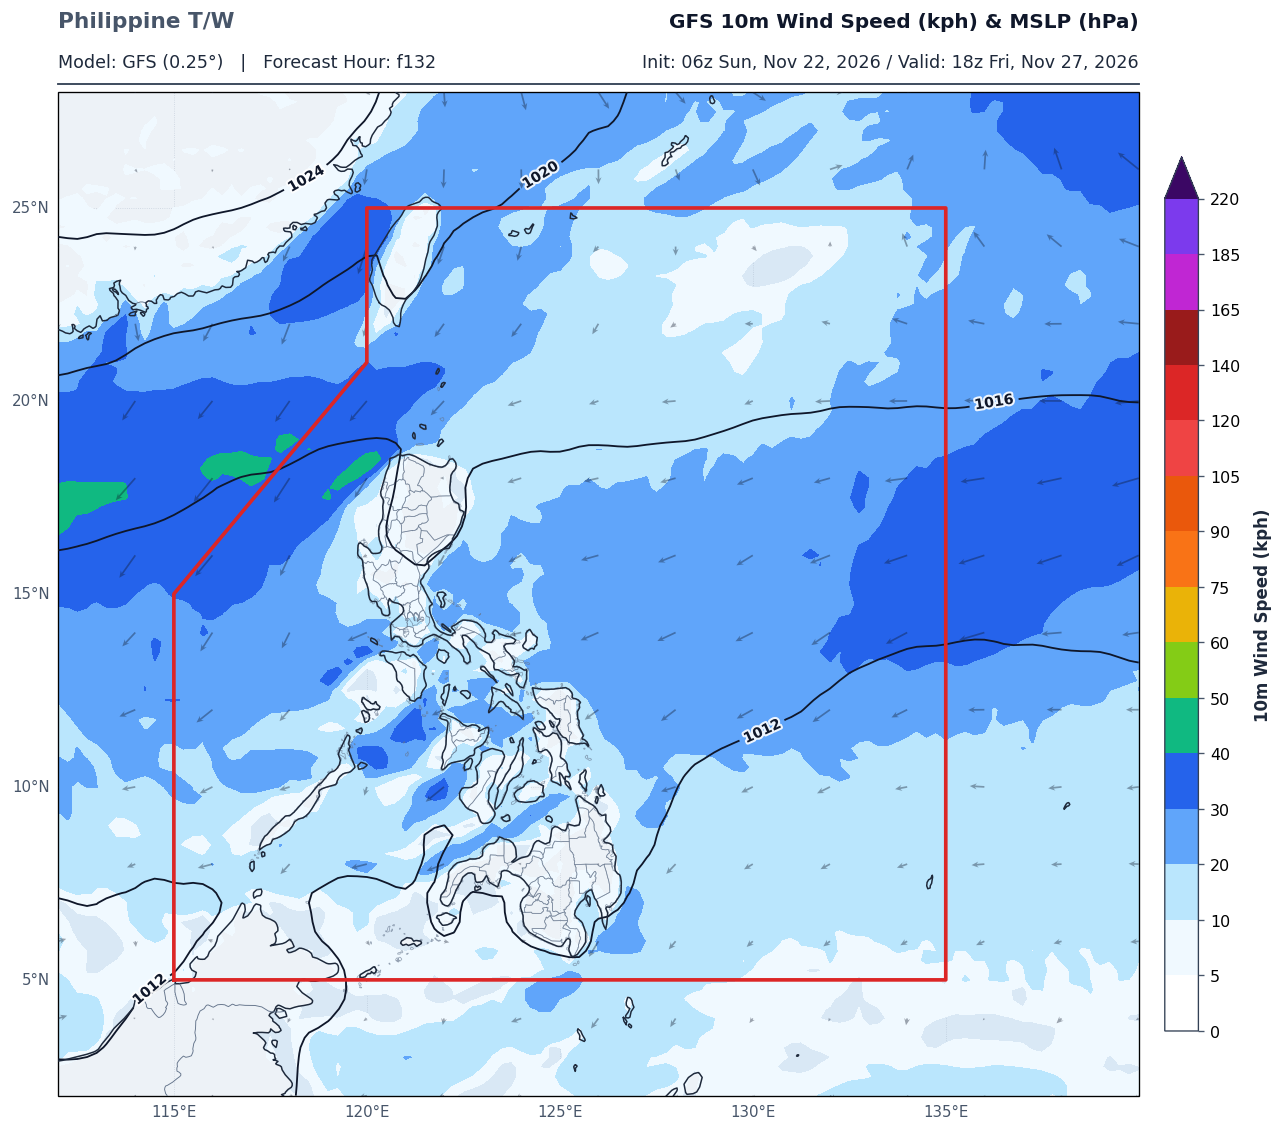 Philippine T/W
GFS 10m Wind Speed (kph) & MSLP (hPa)
Model: GFS (0.25°) | Forecast Hour: f132
Init: 06z Sun, Nov 22, 2026 / Valid: 18z Fri, Nov 27, 2026
1024
1020
1016
1012
1012
25°N
20°N
15°N
10°N
5°N
115°E
120°E
125°E
130°E
135°E
220
185
165
140
120
105
90
75
60
50
40
30
20
10
5
0
10m Wind Speed (kph)